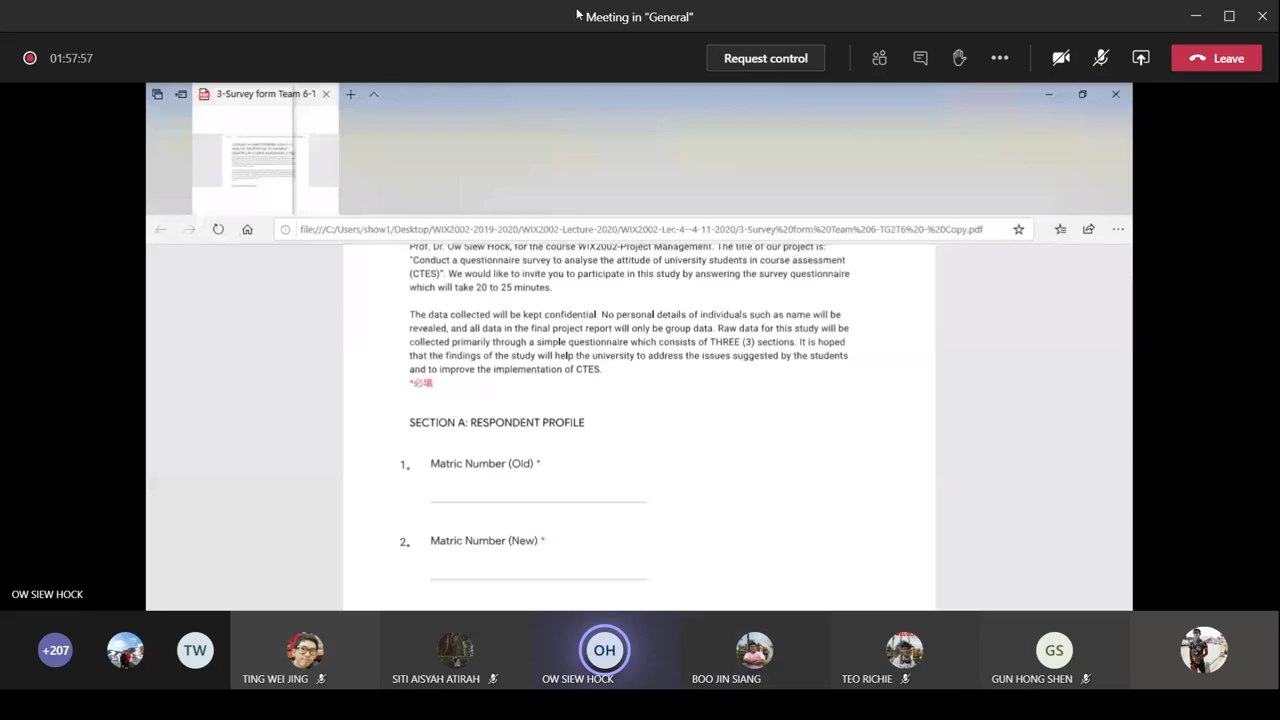 Meeting in "General"
01:57:57
Request control
Leave
3-Survey form Team 6-T
file:///C:/Users/show1/Desktop/WIX2002-2019-2020/WIX2002-Lecture-2020/WIX2002-Lec-4--4-11-2020/3-Survey%20form%20Team%206-TG2T6%20-%20Copy.pdf
Prof. Dr. Ow Siew Hock, for the course WIX2002-Project Management. The title of our project is:
"Conduct a questionnaire survey to analyse the attitude of university students in course assessment
(CTES)". We would like to invite you to participate in this study by answering the survey questionnaire
which will take 20 to 25 minutes.
The data collected will be kept confidential. No personal details of individuals such as name will be
revealed, and all data in the final project report will only be group data. Raw data for this study will be
collected primarily through a simple questionnaire which consists of THREE (3) sections. It is hoped
that the findings of the study will help the university to address the issues suggested by the students
and to improve the implementation of CTES.
*必填
SECTION A: RESPONDENT PROFILE
1. Matric Number (Old) *
2. Matric Number (New) *
OW SIEW HOCK
+207
TW
OH
GS
TING WEI JING
SITI AISYAH ATIRAH
OW SIEW HOCK
BOO JIN SIANG
TEO RICHIE
GUN HONG SHEN